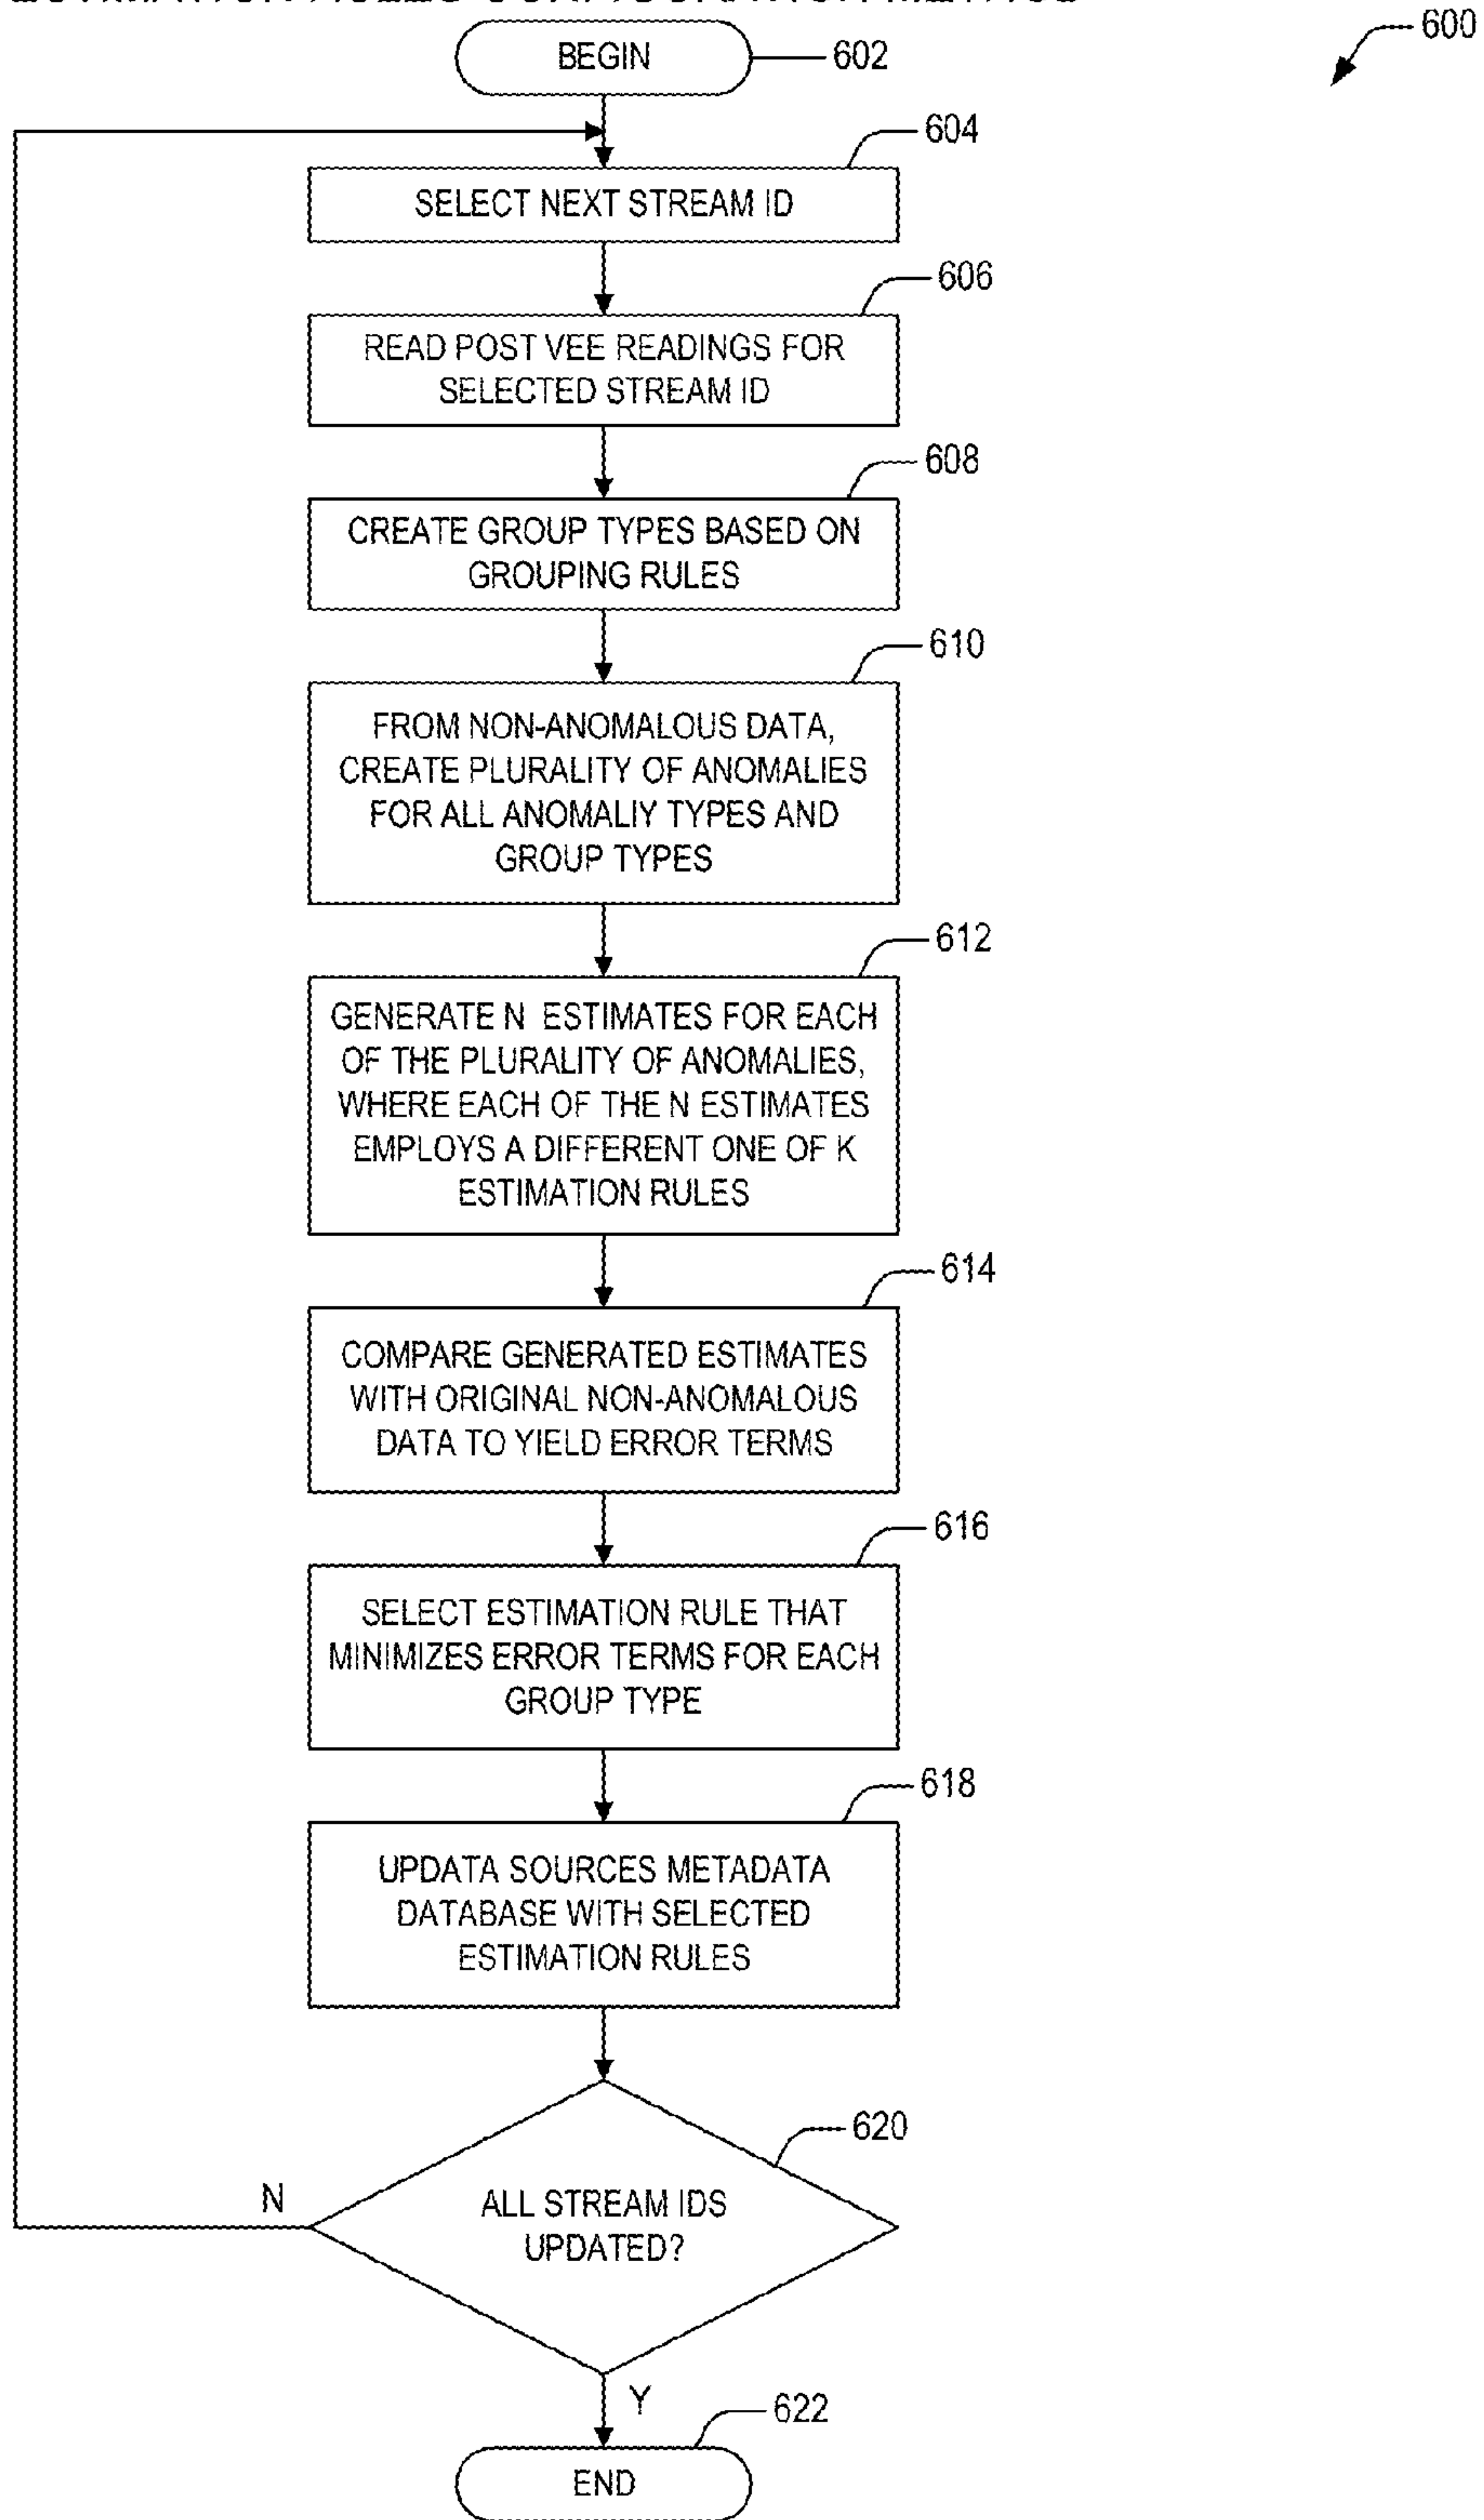 ESTIMATION RULES CONFIGURATION METHOD
600
BEGIN
602
604
SELECT NEXT STREAM ID
606
READ POST VEE READINGS FOR
SELECTED STREAM ID
608
CREATE GROUP TYPES BASED ON
GROUPING RULES
610
FROM NON-ANOMALOUS DATA,
CREATE PLURALITY OF ANOMALIES
FOR ALL ANOMALIY TYPES AND
GROUP TYPES
612
GENERATE N ESTIMATES FOR EACH
OF THE PLURALITY OF ANOMALIES,
WHERE EACH OF THE N ESTIMATES
EMPLOYS A DIFFERENT ONE OF K
ESTIMATION RULES
614
COMPARE GENERATED ESTIMATES
WITH ORIGINAL NON-ANOMALOUS
DATA TO YIELD ERROR TERMS
616
SELECT ESTIMATION RULE THAT
MINIMIZES ERROR TERMS FOR EACH
GROUP TYPE
618
UPDATA SOURCES METADATA
DATABASE WITH SELECTED
ESTIMATION RULES
620
N
ALL STREAM IDS
UPDATED?
Y
622
END